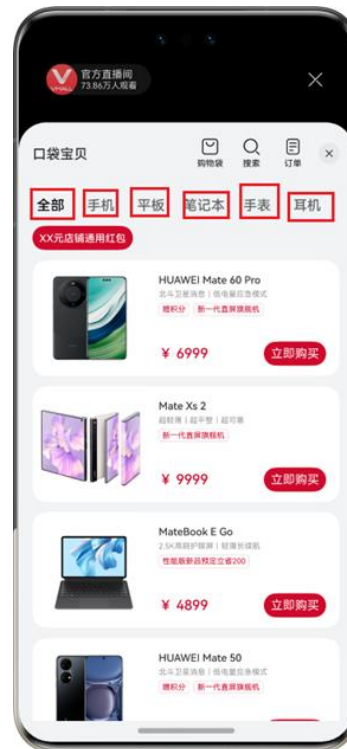 VMALL
官方直播间
73.86万人观看
口袋宝贝
购物袋 搜索 订单
全部 手机 平板 笔记本 手表 耳机
XX元店铺通用红包
HUAWEI Mate 60 Pro
北斗卫星消息 | 低电量应急模式
赠积分 新一代直屏旗舰机
¥ 6999 立即购买
Mate Xs 2
超轻薄 | 超平整 | 超可靠
新一代直屏旗舰机
¥ 9999 立即购买
MateBook E Go
2.5K高刷护眼屏 | 轻薄长续航
性能版新品预定立省200
¥ 4899 立即购买
HUAWEI Mate 50
北斗卫星消息 | 低电量应急模式
赠积分 新一代直屏旗舰机